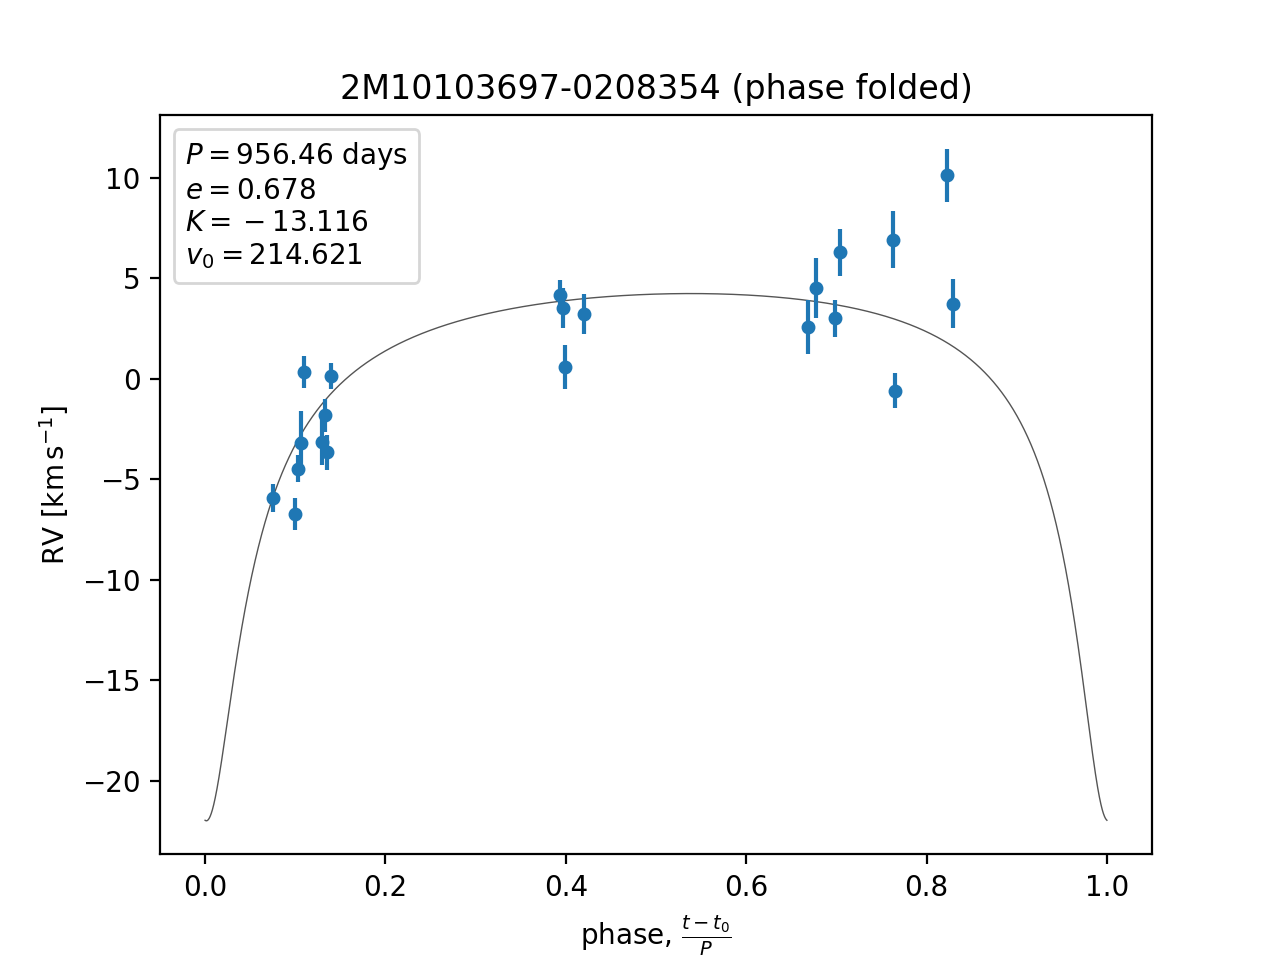 2M10103697-0208354 (phase folded)
P = 956.46 days
e = 0.678
K = −13.116
v₀ = 214.621
RV [km s⁻¹]
10
5
0
−5
−10
−15
−20
0.0 0.2 0.4 0.6 0.8 1.0
phase, (t − t₀)/P